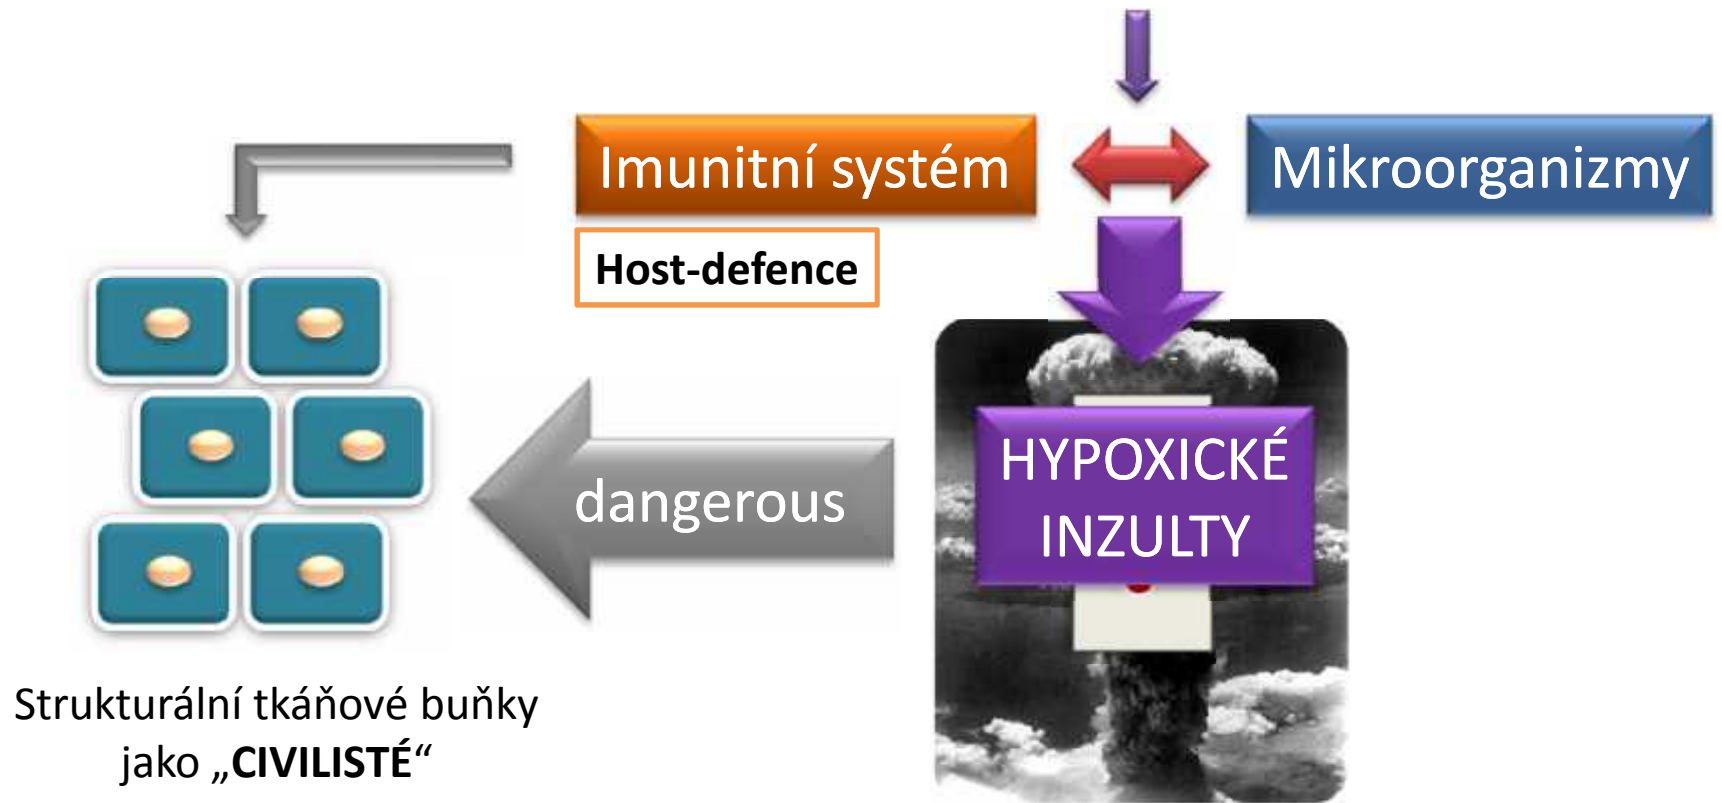 Imunitní systém
Mikroorganizmy
Host-defence
HYPOXICKÉ
INZULTY
dangerous
Strukturální tkáňové buňky
jako „CIVILISTÉ“